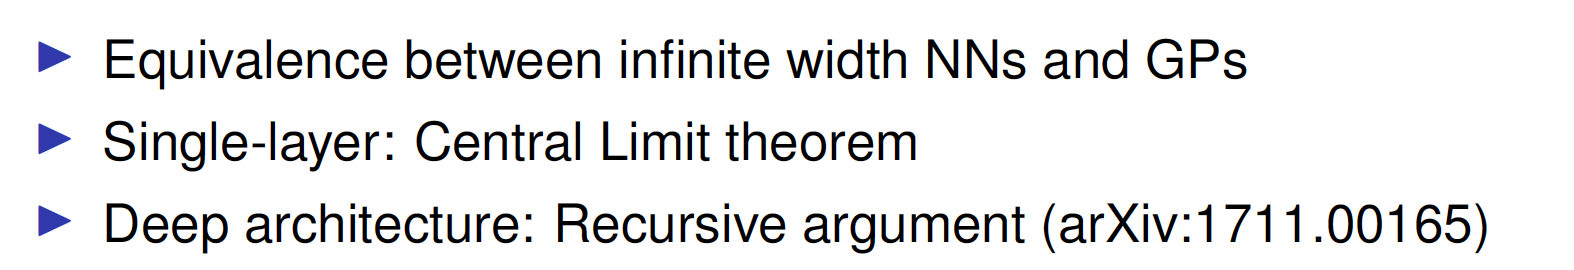 Equivalence between infinite width NNs and GPs
Single-layer: Central Limit theorem
Deep architecture: Recursive argument (arXiv:1711.00165)